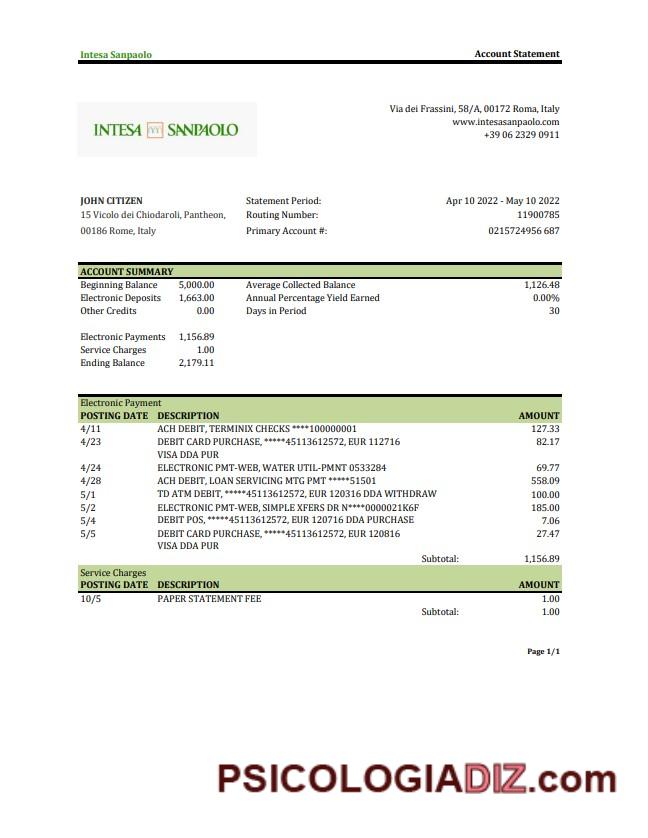 Intesa Sanpaolo Account Statement
INTESA SANPAOLO
Via dei Frassini, 58/A, 00172 Roma, Italy
www.intesasanpaolo.com
+39 06 2329 0911
JOHN CITIZEN Statement Period: Apr 10 2022 - May 10 2022
15 Vicolo dei Chiodaroli, Pantheon, Routing Number: 11900785
00186 Rome, Italy Primary Account #: 0215724956 687
ACCOUNT SUMMARY
Beginning Balance 5,000.00 Average Collected Balance 1,126.48
Electronic Deposits 1,663.00 Annual Percentage Yield Earned 0.00%
Other Credits 0.00 Days in Period 30
Electronic Payments 1,156.89
Service Charges 1.00
Ending Balance 2,179.11
Electronic Payment
POSTING DATE DESCRIPTION AMOUNT
4/11 ACH DEBIT, TERMINIX CHECKS ****100000001 127.33
4/23 DEBIT CARD PURCHASE, *****45113612572, EUR 112716 82.17
VISA DDA PUR
4/24 ELECTRONIC PMT-WEB, WATER UTIL-PMNT 0533284 69.77
4/28 ACH DEBIT, LOAN SERVICING MTG PMT *****51501 558.09
5/1 TD ATM DEBIT, *****45113612572, EUR 120316 DDA WITHDRAW 100.00
5/2 ELECTRONIC PMT-WEB, SIMPLE XFERS DR N****0000021K6F 185.00
5/4 DEBIT POS, *****45113612572, EUR 120716 DDA PURCHASE 7.06
5/5 DEBIT CARD PURCHASE, *****45113612572, EUR 120816 27.47
VISA DDA PUR
Subtotal: 1,156.89
Service Charges
POSTING DATE DESCRIPTION AMOUNT
10/5 PAPER STATEMENT FEE 1.00
Subtotal: 1.00
Page 1/1
PSICOLOGIADIZ.com